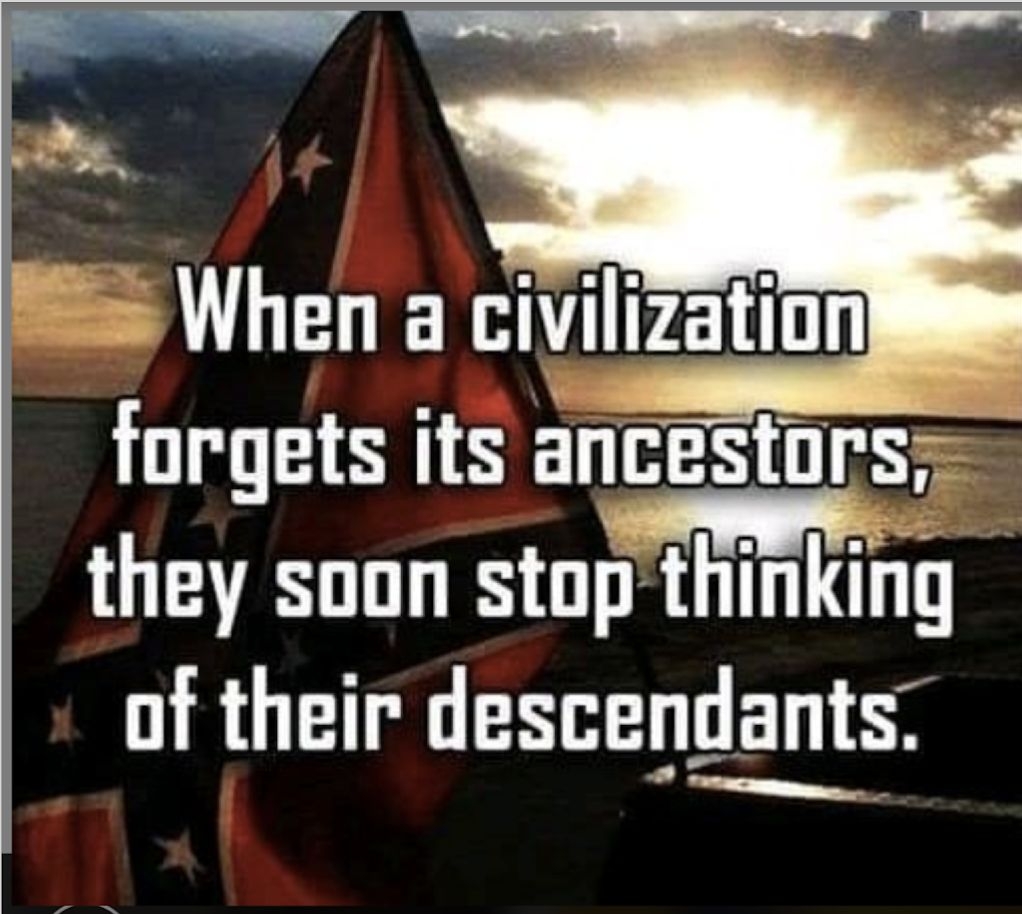 When a civilization
forgets its ancestors,
they soon stop thinking
of their descendants.